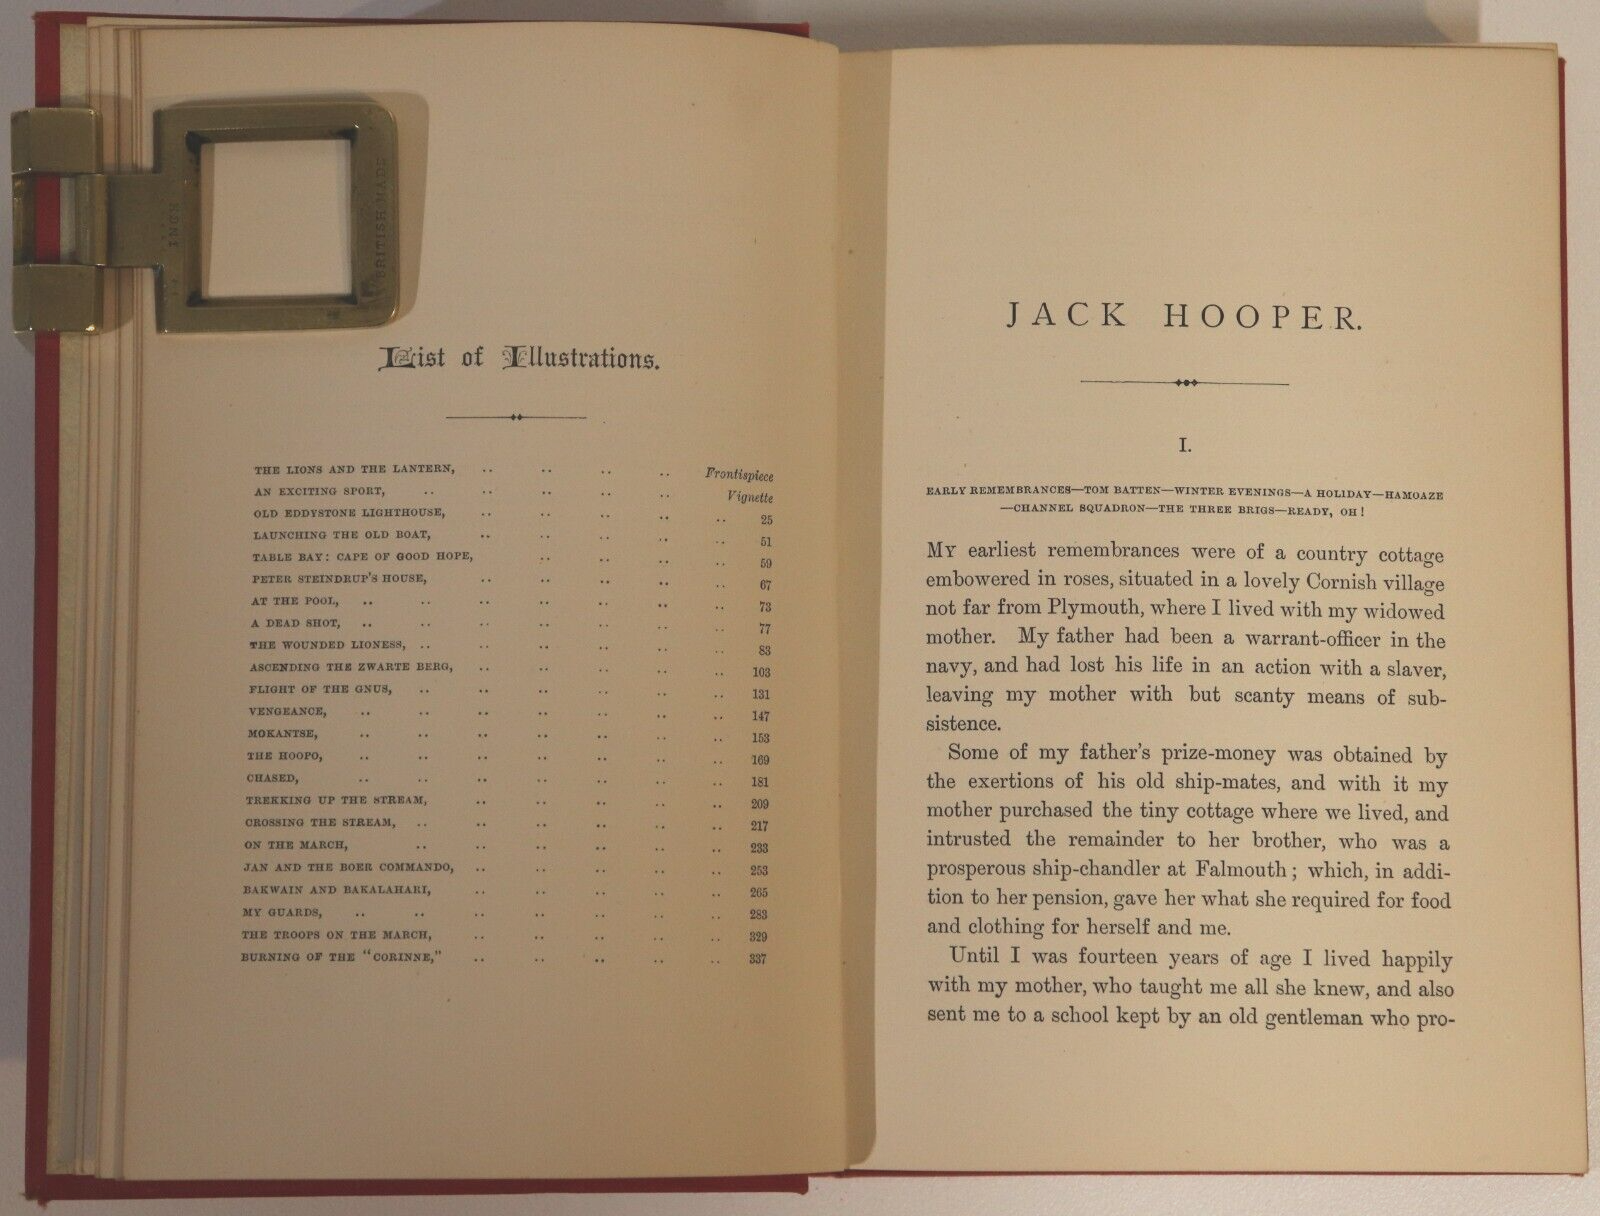 INCH
BRITISH MADE
List of Illustrations.
THE LIONS AND THE LANTERN, .. .. .. .. Frontispiece
AN EXCITING SPORT, .. .. .. .. .. Vignette
OLD EDDYSTONE LIGHTHOUSE, .. .. .. .. .. 25
LAUNCHING THE OLD BOAT, .. .. .. .. .. 51
TABLE BAY: CAPE OF GOOD HOPE, .. .. .. .. 59
PETER STEINDRUP'S HOUSE, .. .. .. .. .. 67
AT THE POOL, .. .. .. .. .. .. .. 73
A DEAD SHOT, .. .. .. .. .. .. .. 77
THE WOUNDED LIONESS, .. .. .. .. .. .. 83
ASCENDING THE ZWARTE BERG, .. .. .. .. .. 103
FLIGHT OF THE GNUS, .. .. .. .. .. .. 131
VENGEANCE, .. .. .. .. .. .. .. 147
MOKANTSE, .. .. .. .. .. .. .. 153
THE HOOPO, .. .. .. .. .. .. .. 169
CHASED, .. .. .. .. .. .. .. 181
TREKKING UP THE STREAM, .. .. .. .. .. 209
CROSSING THE STREAM, .. .. .. .. .. .. 217
ON THE MARCH, .. .. .. .. .. .. 233
JAN AND THE BOER COMMANDO, .. .. .. .. .. 253
BAKWAIN AND BAKALAHARI, .. .. .. .. .. 265
MY GUARDS, .. .. .. .. .. .. .. 283
THE TROOPS ON THE MARCH, .. .. .. .. .. 329
BURNING OF THE "CORINNE," .. .. .. .. .. 337
JACK HOOPER.
I.
EARLY REMEMBRANCES—TOM BATTEN—WINTER EVENINGS—A HOLIDAY—HAMOAZE
—CHANNEL SQUADRON—THE THREE BRIGS—READY, OH!
MY earliest remembrances were of a country cottage
embowered in roses, situated in a lovely Cornish village
not far from Plymouth, where I lived with my widowed
mother. My father had been a warrant-officer in the
navy, and had lost his life in an action with a slaver,
leaving my mother with but scanty means of sub-
sistence.
Some of my father's prize-money was obtained by
the exertions of his old ship-mates, and with it my
mother purchased the tiny cottage where we lived, and
intrusted the remainder to her brother, who was a
prosperous ship-chandler at Falmouth; which, in addi-
tion to her pension, gave her what she required for food
and clothing for herself and me.
Until I was fourteen years of age I lived happily
with my mother, who taught me all she knew, and also
sent me to a school kept by an old gentleman who pro-